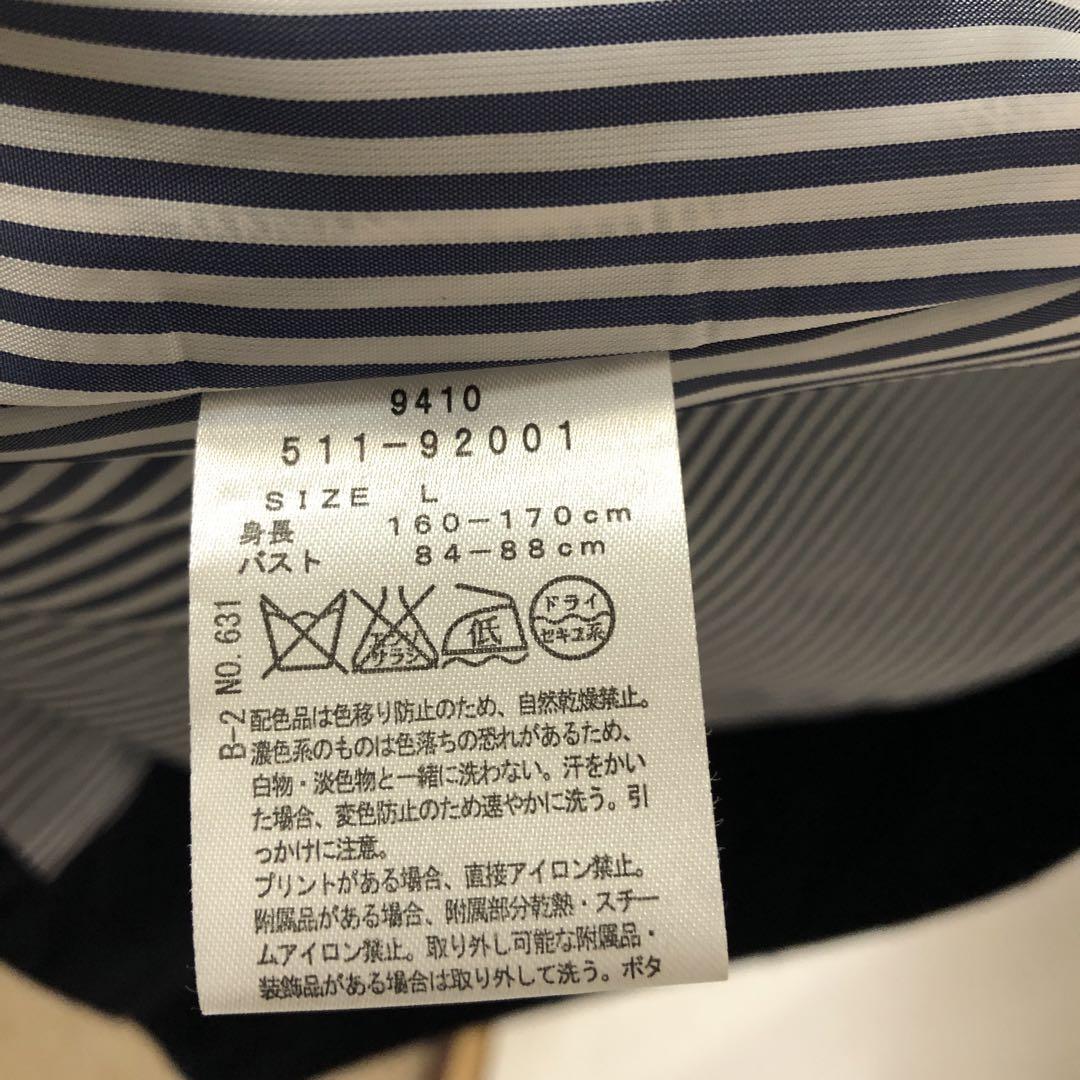 9410
511-92001
SIZE L
身長 160-170cm
バスト 84-88cm
エンソ
サラシ
低
ドライ
セキユ系
B-2 NO.631
配色品は色移り防止のため、自然乾燥禁止。
濃色系のものは色落ちの恐れがあるため、
白物・淡色物と一緒に洗わない。汗をかい
た場合、変色防止のため速やかに洗う。引
っかけに注意。
プリントがある場合、直接アイロン禁止。
附属品がある場合、附属部分乾熱・スチー
ムアイロン禁止。取り外し可能な附属品・
装飾品がある場合は取り外して洗う。ボタ